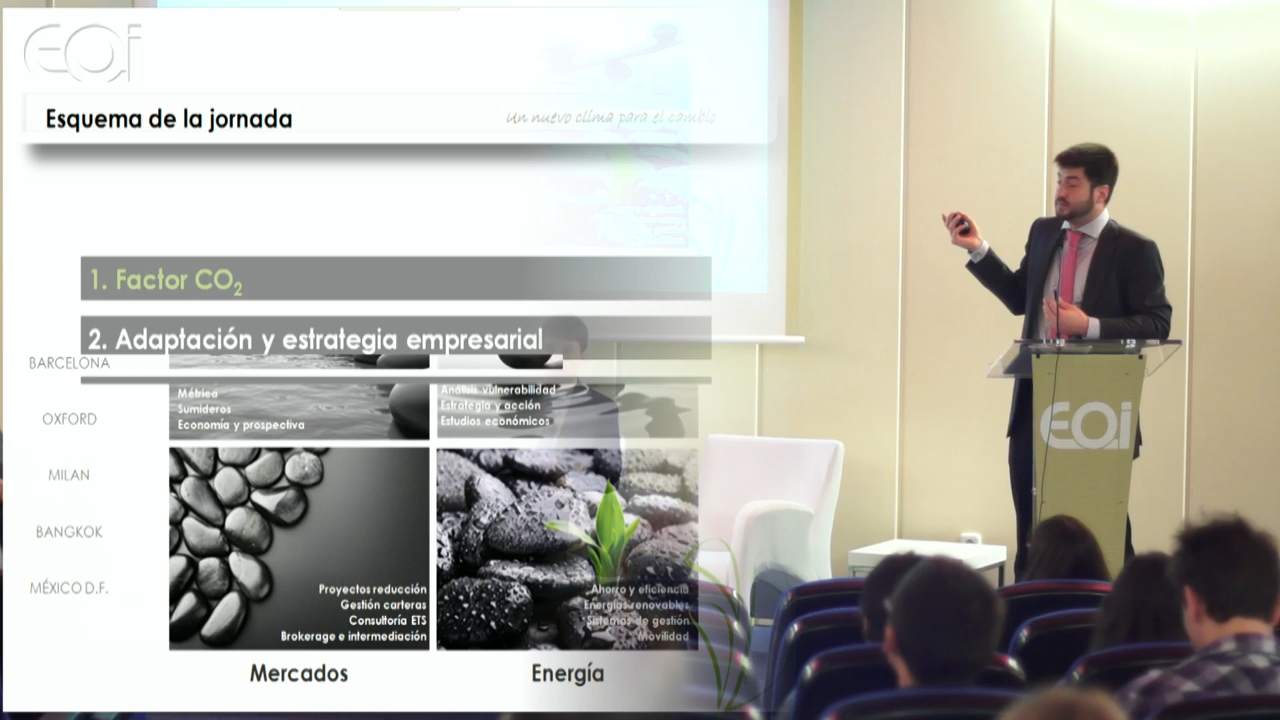 EOi
Esquema de la jornada
Un nuevo clima para el cambio
1. Factor CO₂
2. Adaptación y estrategia empresarial
BARCELONA
OXFORD
MILAN
BANGKOK
MÉXICO D.F.
Métrica
Sumideros
Economía y prospectiva
Análisis vulnerabilidad
Estrategia y acción
Estudios económicos
Proyectos reducción
Gestión carteras
Consultoría ETS
Brokerage e intermediación
Ahorro y eficiencia
Energías renovables
Sistemas de gestión
Movilidad
Mercados
Energía
EOi